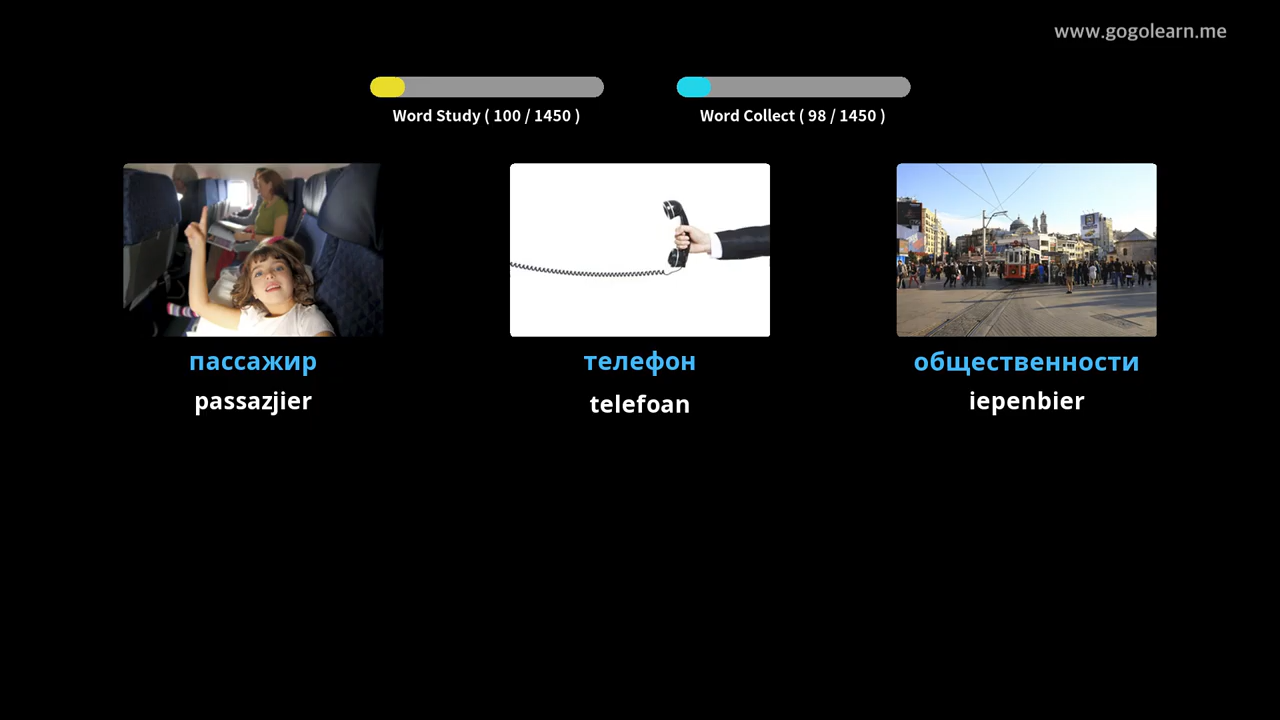 www.gogolearn.me
Word Study ( 100 / 1450 )
Word Collect ( 98 / 1450 )
пассажир
passazjier
телефон
telefoan
общественности
iepenbier